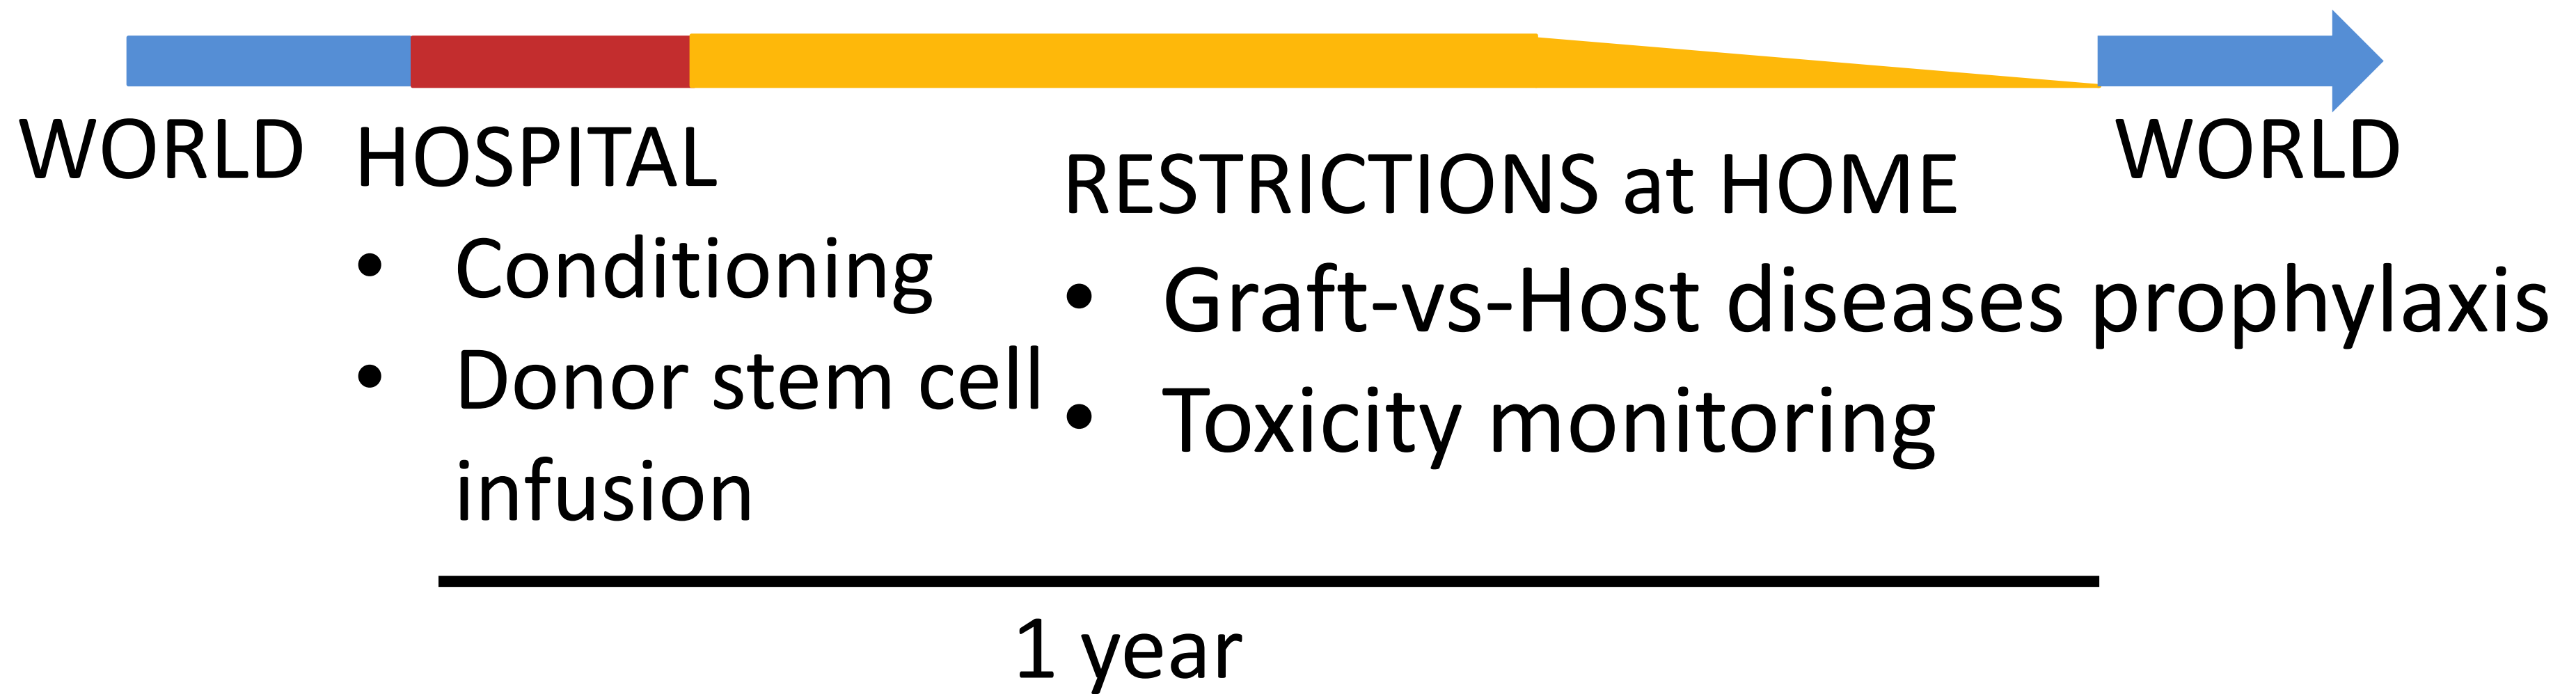 WORLD
HOSPITAL
• Conditioning
• Donor stem cell
infusion
RESTRICTIONS at HOME
• Graft-vs-Host diseases prophylaxis
• Toxicity monitoring
WORLD
1 year